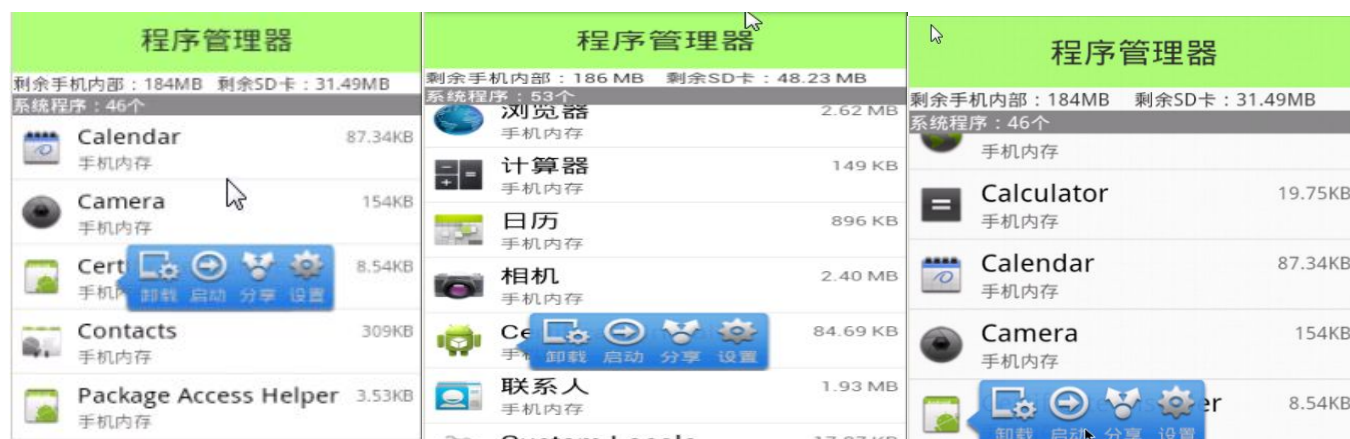 程序管理器
剩余手机内部：184MB 剩余SD卡：31.49MB
系统程序：46个
Calendar 87.34KB
手机内存
Camera 154KB
手机内存
Cert 8.54KB
手机
卸载 启动 分享 设置
Contacts 309KB
手机内存
Package Access Helper 3.53KB
手机内存
程序管理器
剩余手机内部：186 MB 剩余SD卡：48.23 MB
系统程序：53个
浏览器 2.62 MB
手机内存
计算器 149 KB
手机内存
日历 896 KB
手机内存
相机 2.40 MB
手机内存
Ce 84.69 KB
手
卸载 启动 分享 设置
联系人 1.93 MB
手机内存
程序管理器
剩余手机内部：184MB 剩余SD卡：31.49MB
系统程序：46个
手机内存
Calculator 19.75KB
手机内存
Calendar 87.34KB
手机内存
Camera 154KB
手机内存
er 8.54KB
卸载 启动 分享 设置